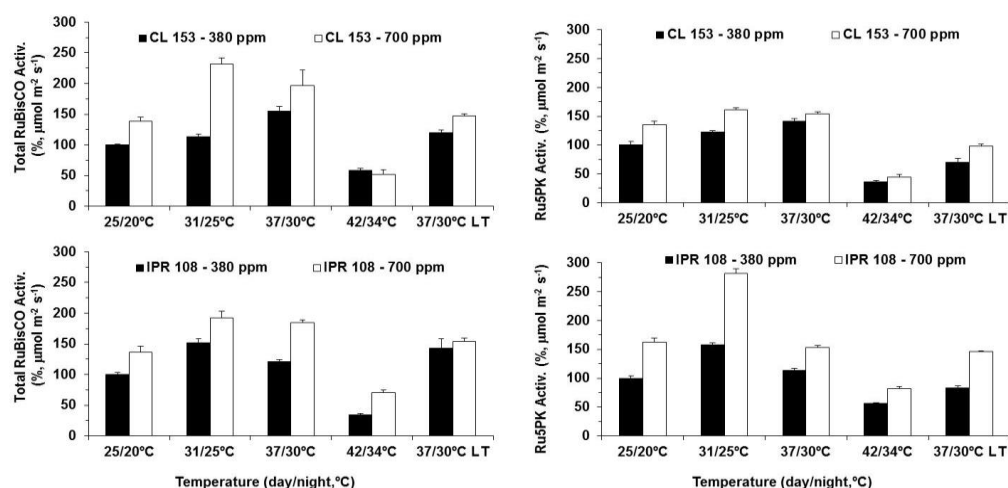 CL 153 - 380 ppm CL 153 - 700 ppm
Total RuBisCO Activ.
(%, µmol m-2 s-1)
250
200
150
100
50
0
25/20ºC 31/25ºC 37/30ºC 42/34ºC 37/30ºC LT
CL 153 - 380 ppm CL 153 - 700 ppm
Ru5PK Activ. (%, µmol m-2 s-1)
300
250
200
150
100
50
0
25/20ºC 31/25ºC 37/30ºC 42/34ºC 37/30ºC LT
IPR 108 - 380 ppm IPR 108 - 700 ppm
Total RuBisCO Activ.
(%, µmol m-2 s-1)
300
250
200
150
100
50
0
25/20ºC 31/25ºC 37/30ºC 42/34ºC 37/30ºC LT
Temperature (day/night,ºC)
IPR 108 - 380 ppm IPR 108 - 700 ppm
Ru5PK Activ. (%, µmol m-2 s-1)
300
250
200
150
100
50
0
25/20ºC 31/25ºC 37/30ºC 42/34ºC 37/30ºC LT
Temperature (day/night,ºC)